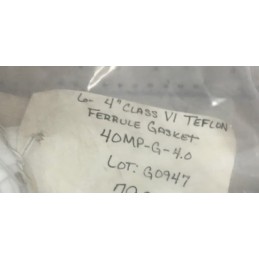 6- 4" CLASS VI TEFLON
FERRULE GASKET
40MP-G-4.0
LOT: G0947